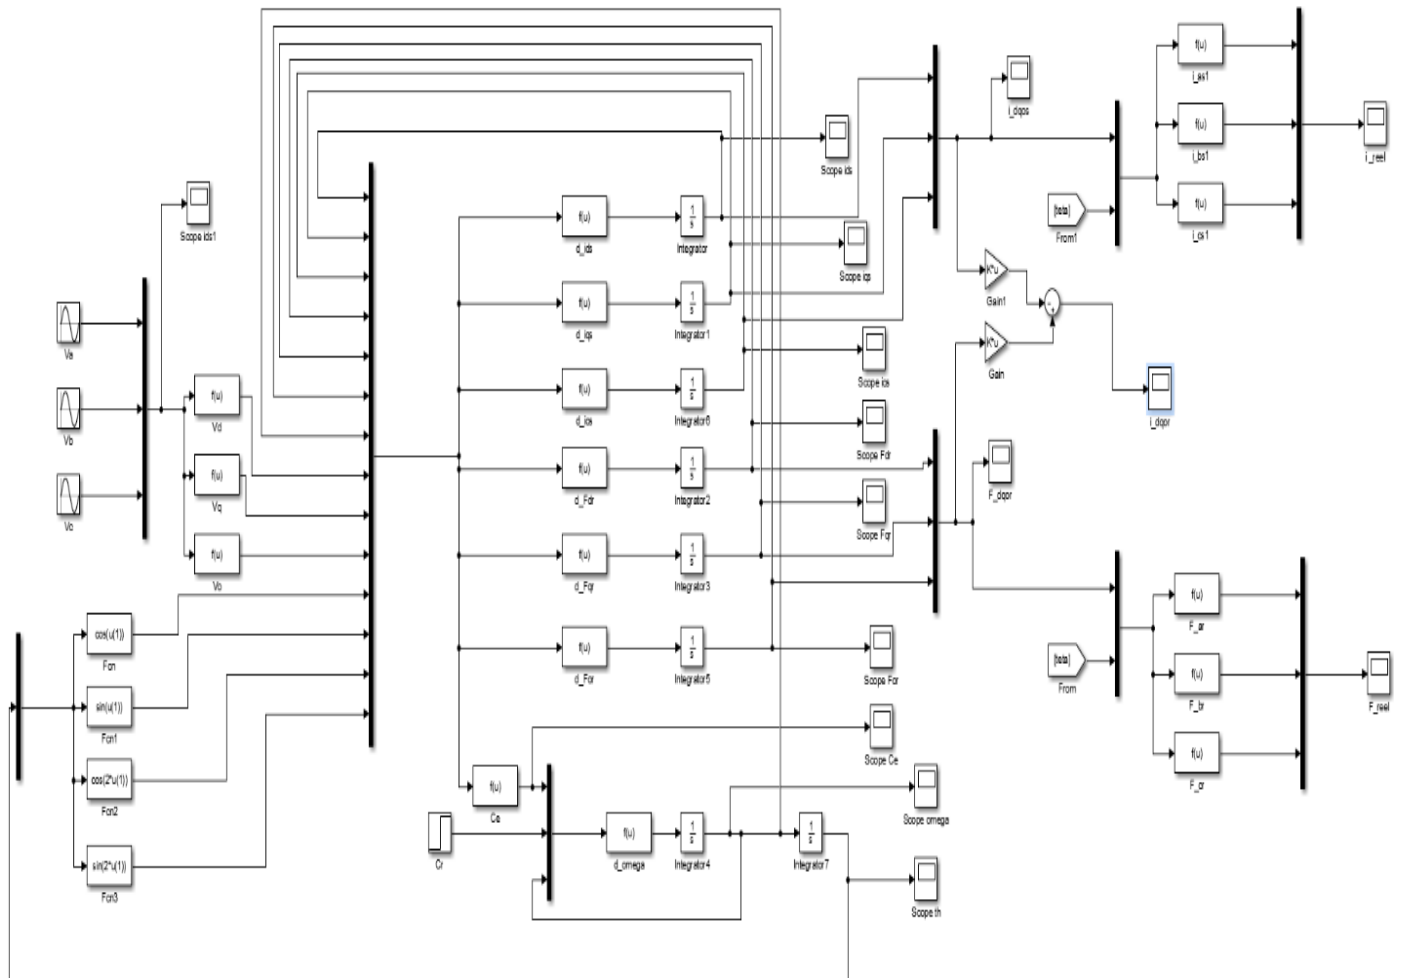 f(u)
i_as1
i_dqos
f(u)
i_bs1
i_reel
Scope ids
f(u)
i_cs1
[teta]
From1
Scope ids1
f(u)
d_ids
1
s
Integrator
Scope iqs
K*u
Gain1
Va
f(u)
d_iqs
1
s
Integrator1
K*u
Gain
Scope ios
Vb
f(u)
Vd
f(u)
d_ios
1
s
Integrator6
i_dqpr
Scope Fdr
f(u)
Vq
f(u)
d_Fdr
1
s
Integrator2
F_dqor
Vc
Scope Fqr
f(u)
Vo
f(u)
d_Fqr
1
s
Integrator3
f(u)
F_ar
cos(u(1))
Fcn
f(u)
d_For
1
s
Integrator5
Scope For
[teta]
From
f(u)
F_br
F_reel
sin(u(1))
Fcn1
Scope Ce
f(u)
F_cr
cos(2*u(1))
Fcn2
f(u)
Ce
Scope omega
Cr
f(u)
d_omega
1
s
Integrator4
1
s
Integrator7
sin(2*u(1))
Fcn3
Scope th